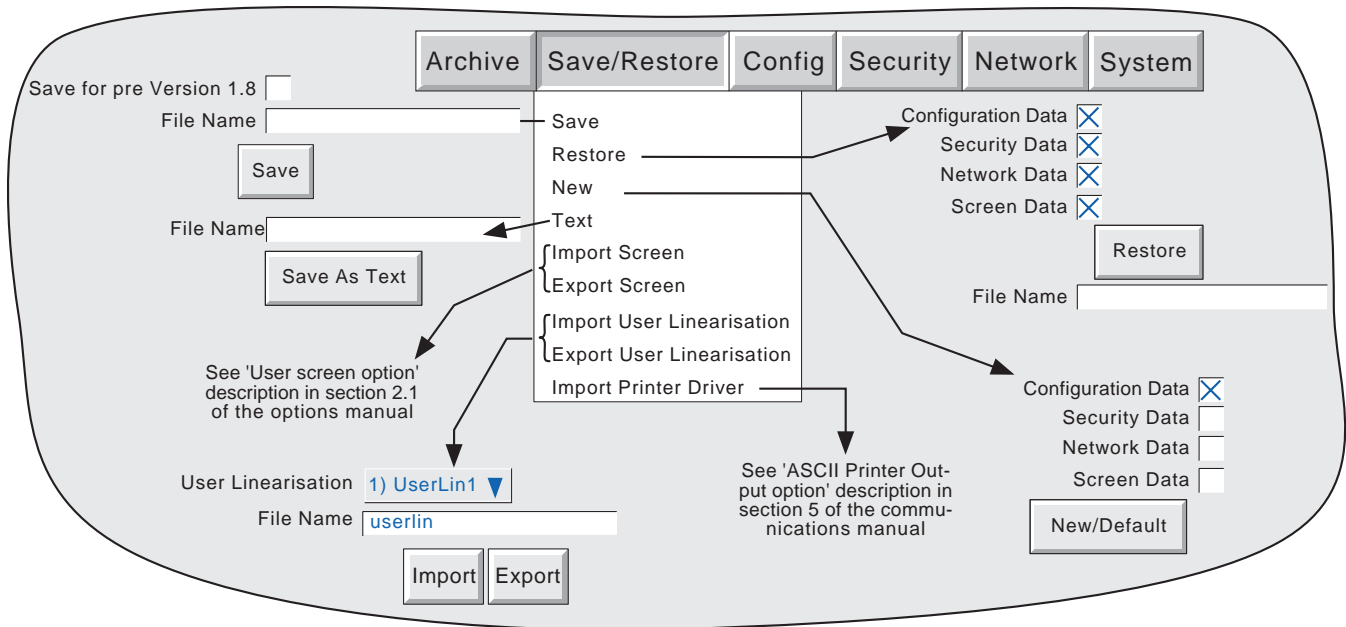 Archive Save/Restore Config Security Network System
Save for pre Version 1.8
File Name
Save
File Name
Save As Text
See 'User screen option'
description in section 2.1
of the options manual
User Linearisation 1) UserLin1
File Name userlin
Import Export
Save
Restore
New
Text
Import Screen
Export Screen
Import User Linearisation
Export User Linearisation
Import Printer Driver
See 'ASCII Printer Out-
put option' description in
section 5 of the commu-
nications manual
Configuration Data
Security Data
Network Data
Screen Data
Restore
File Name
Configuration Data
Security Data
Network Data
Screen Data
New/Default